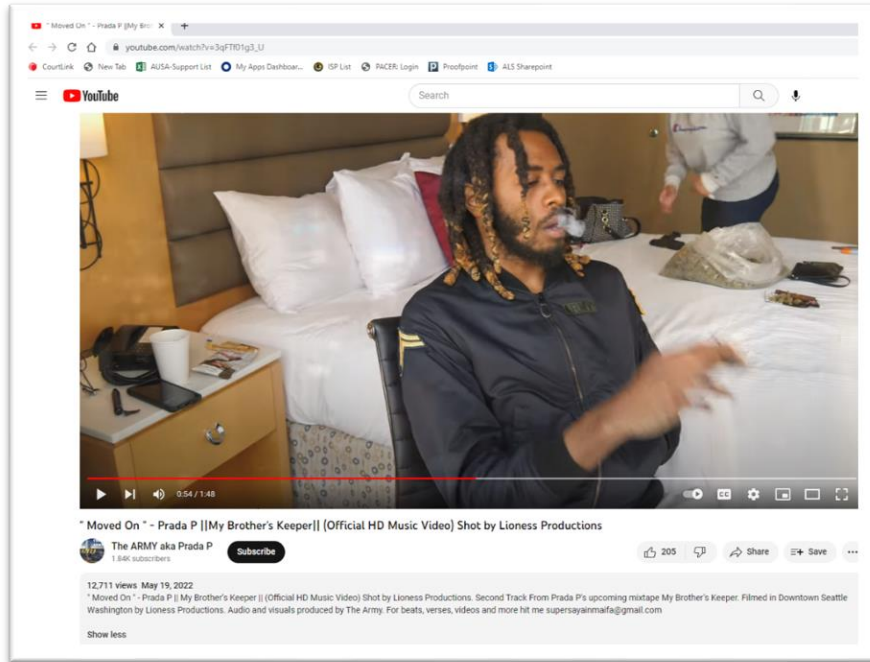 " Moved On " - Prada P ||My Bro
youtube.com/watch?v=3qFTf01g3_U
CourtLink New Tab AUSA-Support List My Apps Dashboar... ISP List PACER: Login Proofpoint ALS Sharepoint
YouTube
Search
Champion
0:54 / 1:48
CC
" Moved On " - Prada P ||My Brother's Keeper|| (Official HD Music Video) Shot by Lioness Productions
The ARMY aka Prada P
1.84K subscribers
Subscribe
205
Share
Save
12,711 views May 19, 2022
" Moved On " - Prada P || My Brother's Keeper || (Official HD Music Video) Shot by Lioness Productions. Second Track From Prada P's upcoming mixtape My Brother's Keeper. Filmed in Downtown Seattle
Washington by Lioness Productions. Audio and visuals produced by The Army. For beats, verses, videos and more hit me supersayainmaifa@gmail.com
Show less